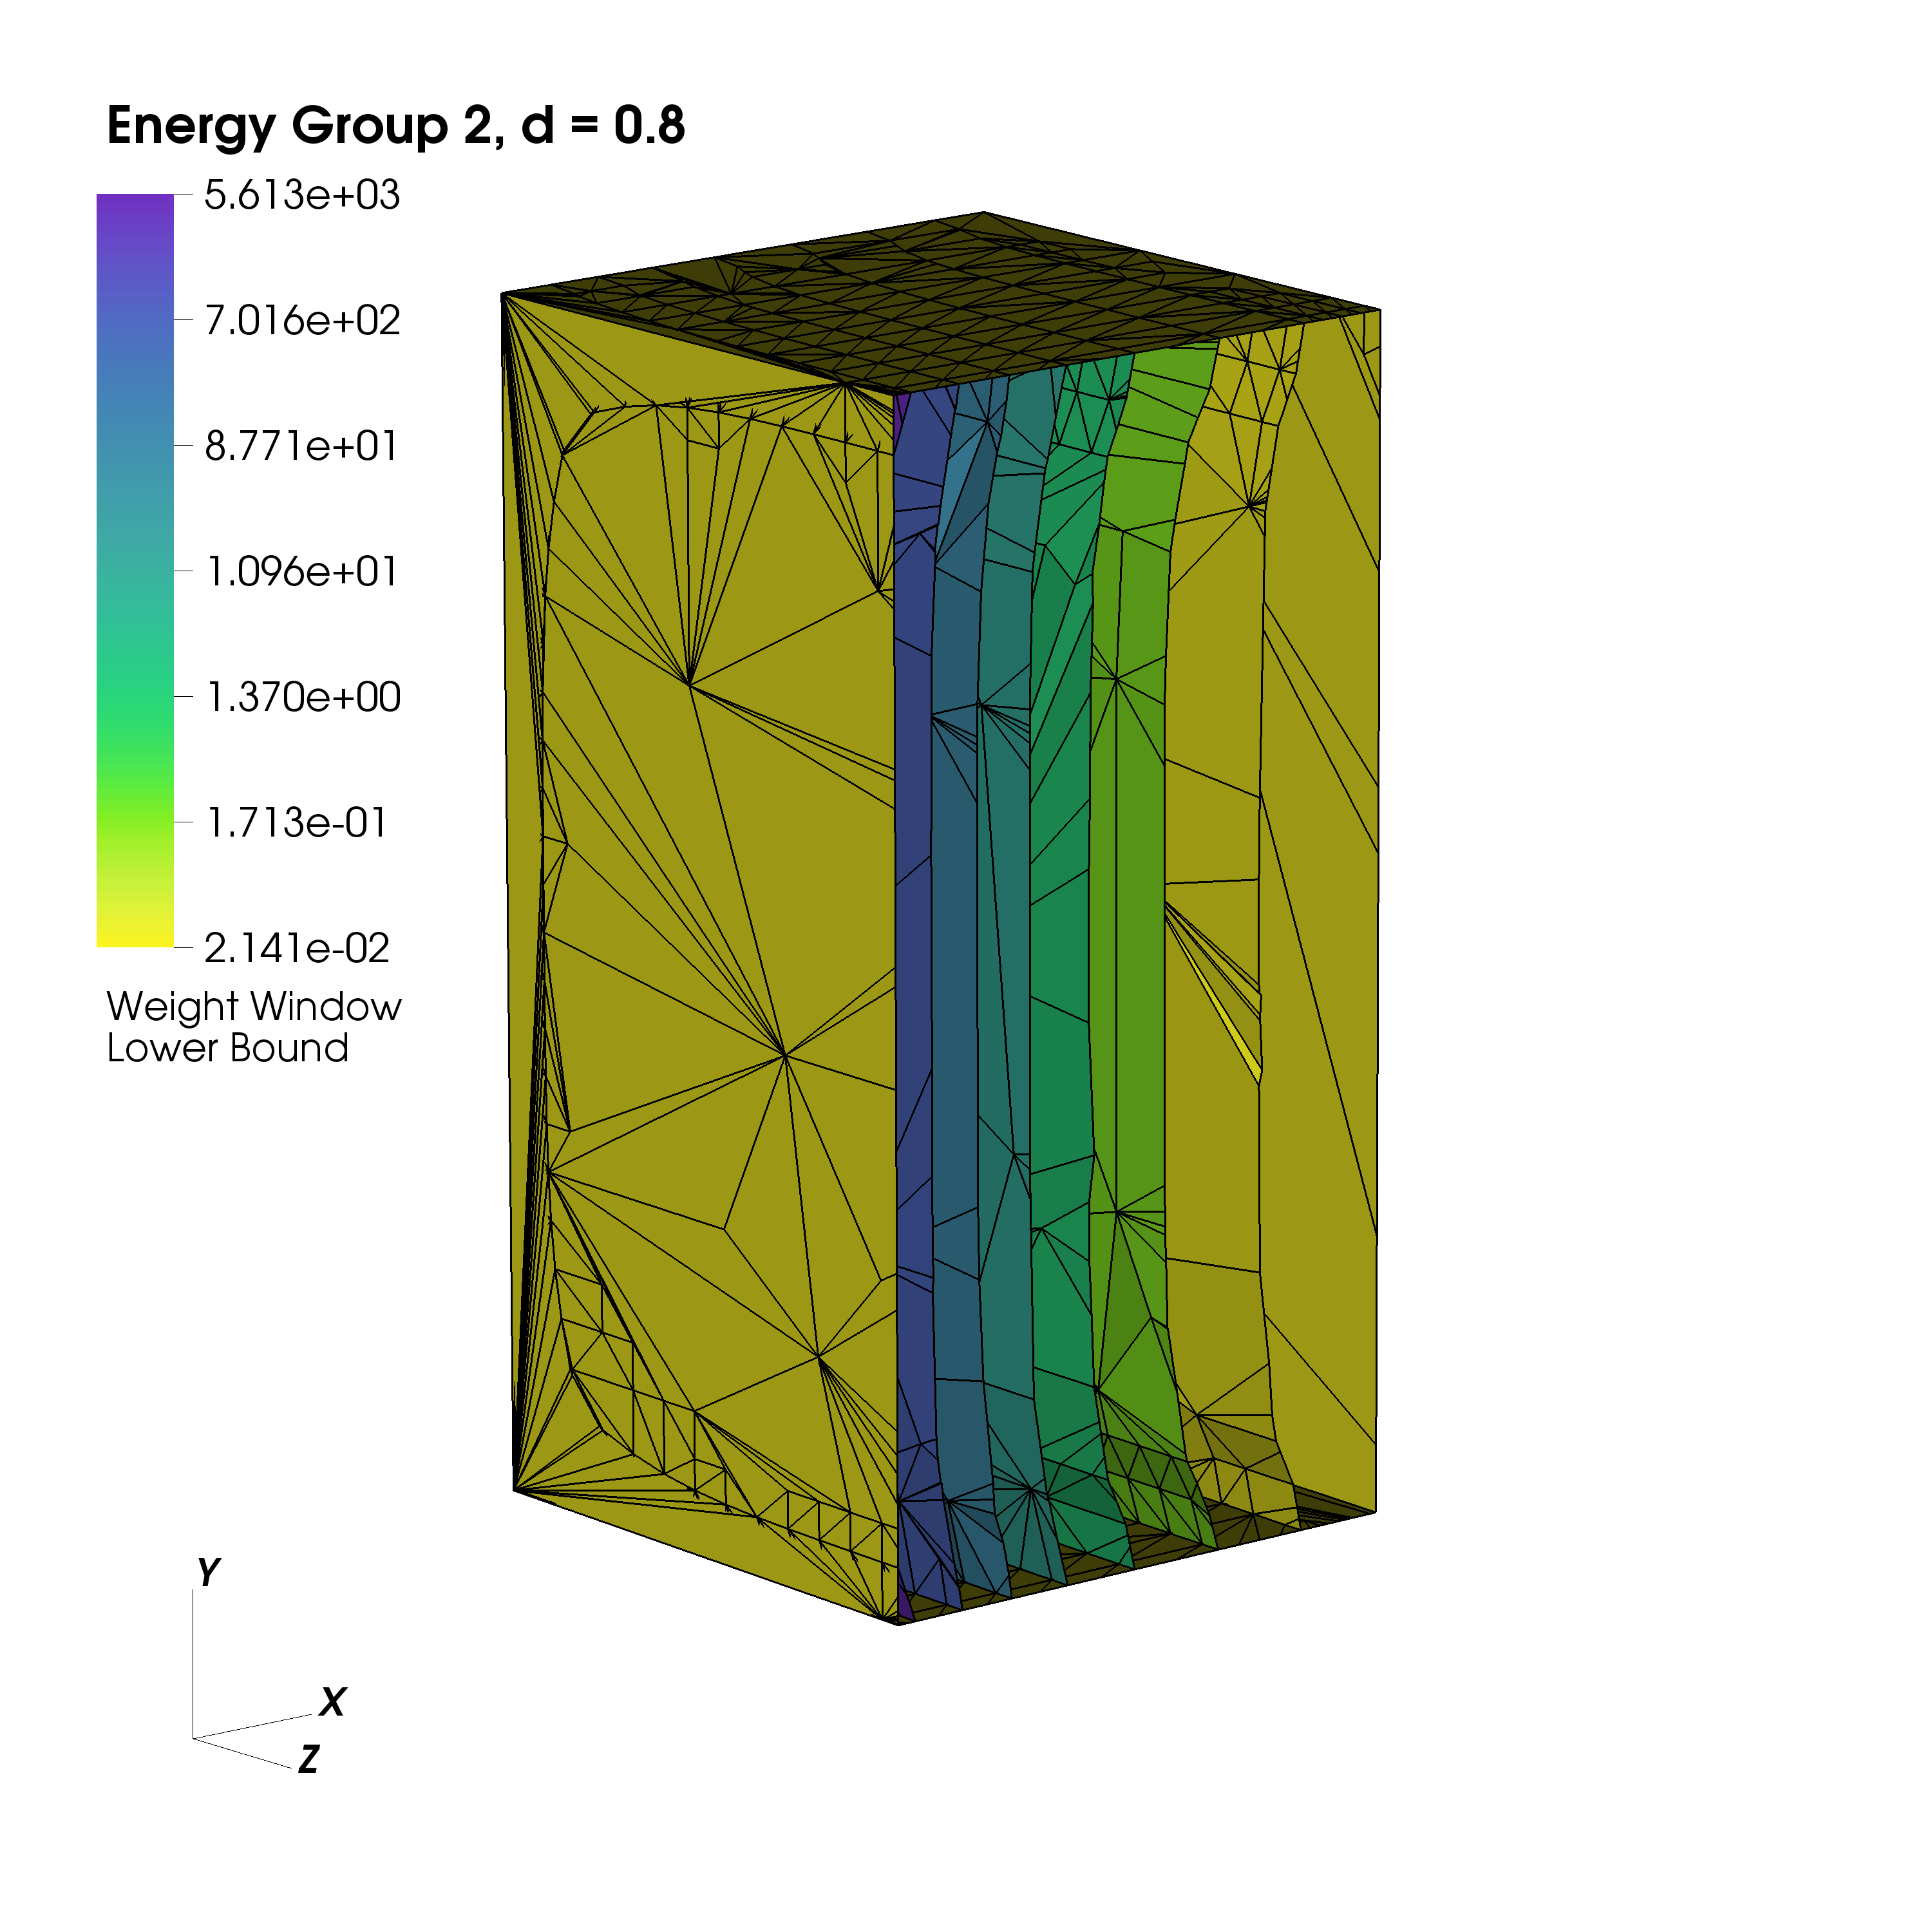 Energy Group 2, d = 0.8
5.613e+03
7.016e+02
8.771e+01
1.096e+01
1.370e+00
1.713e-01
2.141e-02
Weight Window
Lower Bound
Y
X
Z